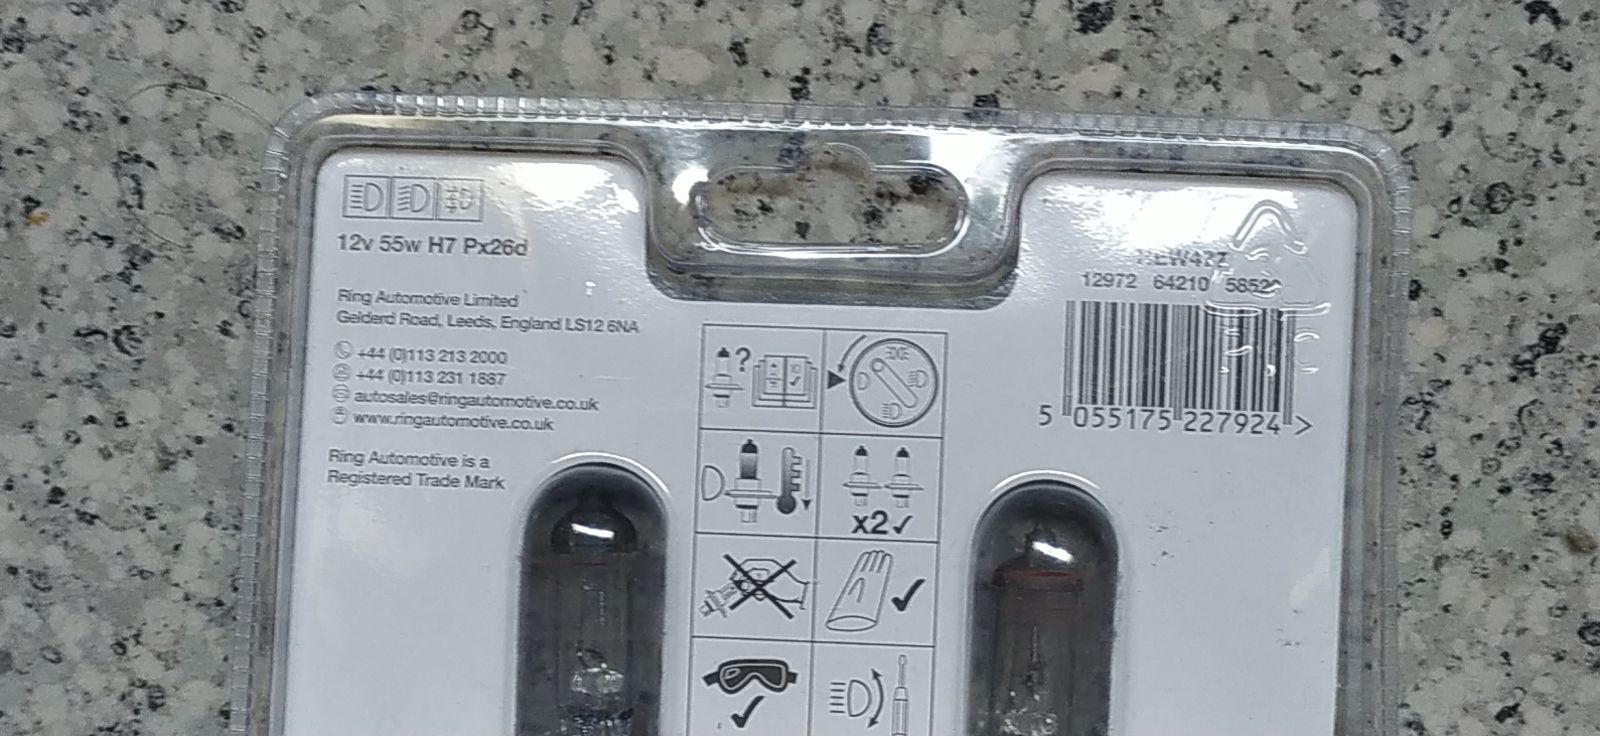 12v 55w H7 Px26d
Ring Automotive Limited
Gelderd Road, Leeds, England LS12 6NA
+44 (0)113 213 2000
+44 (0)113 231 1887
autosales@ringautomotive.co.uk
www.ringautomotive.co.uk
Ring Automotive is a
Registered Trade Mark
?
x2✓
✓
✓
12972 64210
5 055175 227924 >